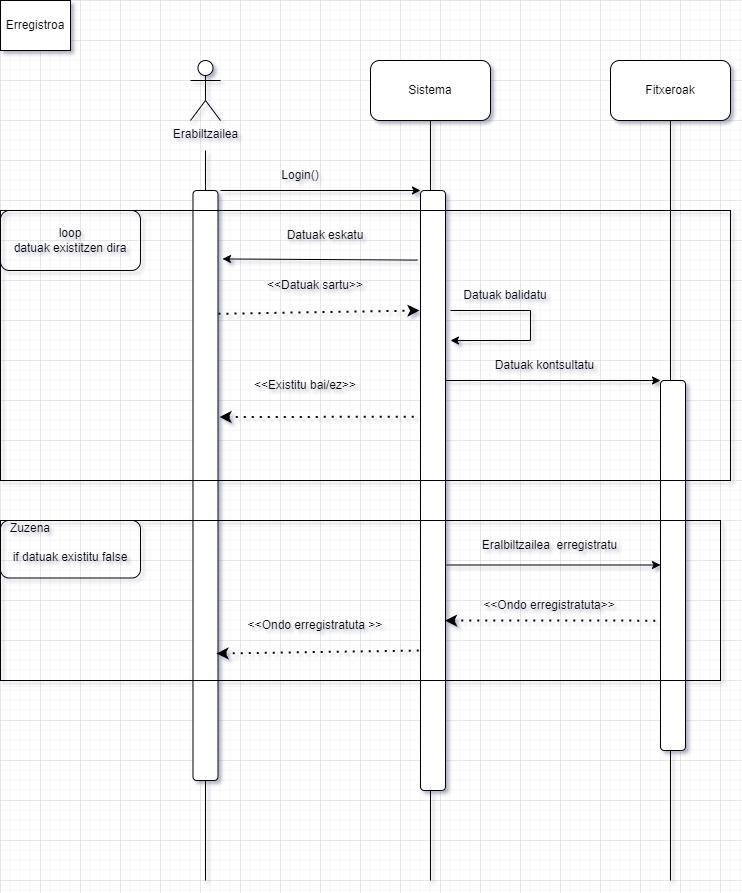 Erregistroa
Erabiltzailea
Sistema
Fitxeroak
Login()
loop
datuak existitzen dira
Datuak eskatu
<<Datuak sartu>>
Datuak balidatu
Datuak kontsultatu
<<Existitu bai/ez>>
Zuzena
if datuak existitu false
Eralbiltzailea erregistratu
<<Ondo erregistratuta>>
<<Ondo erregistratuta >>